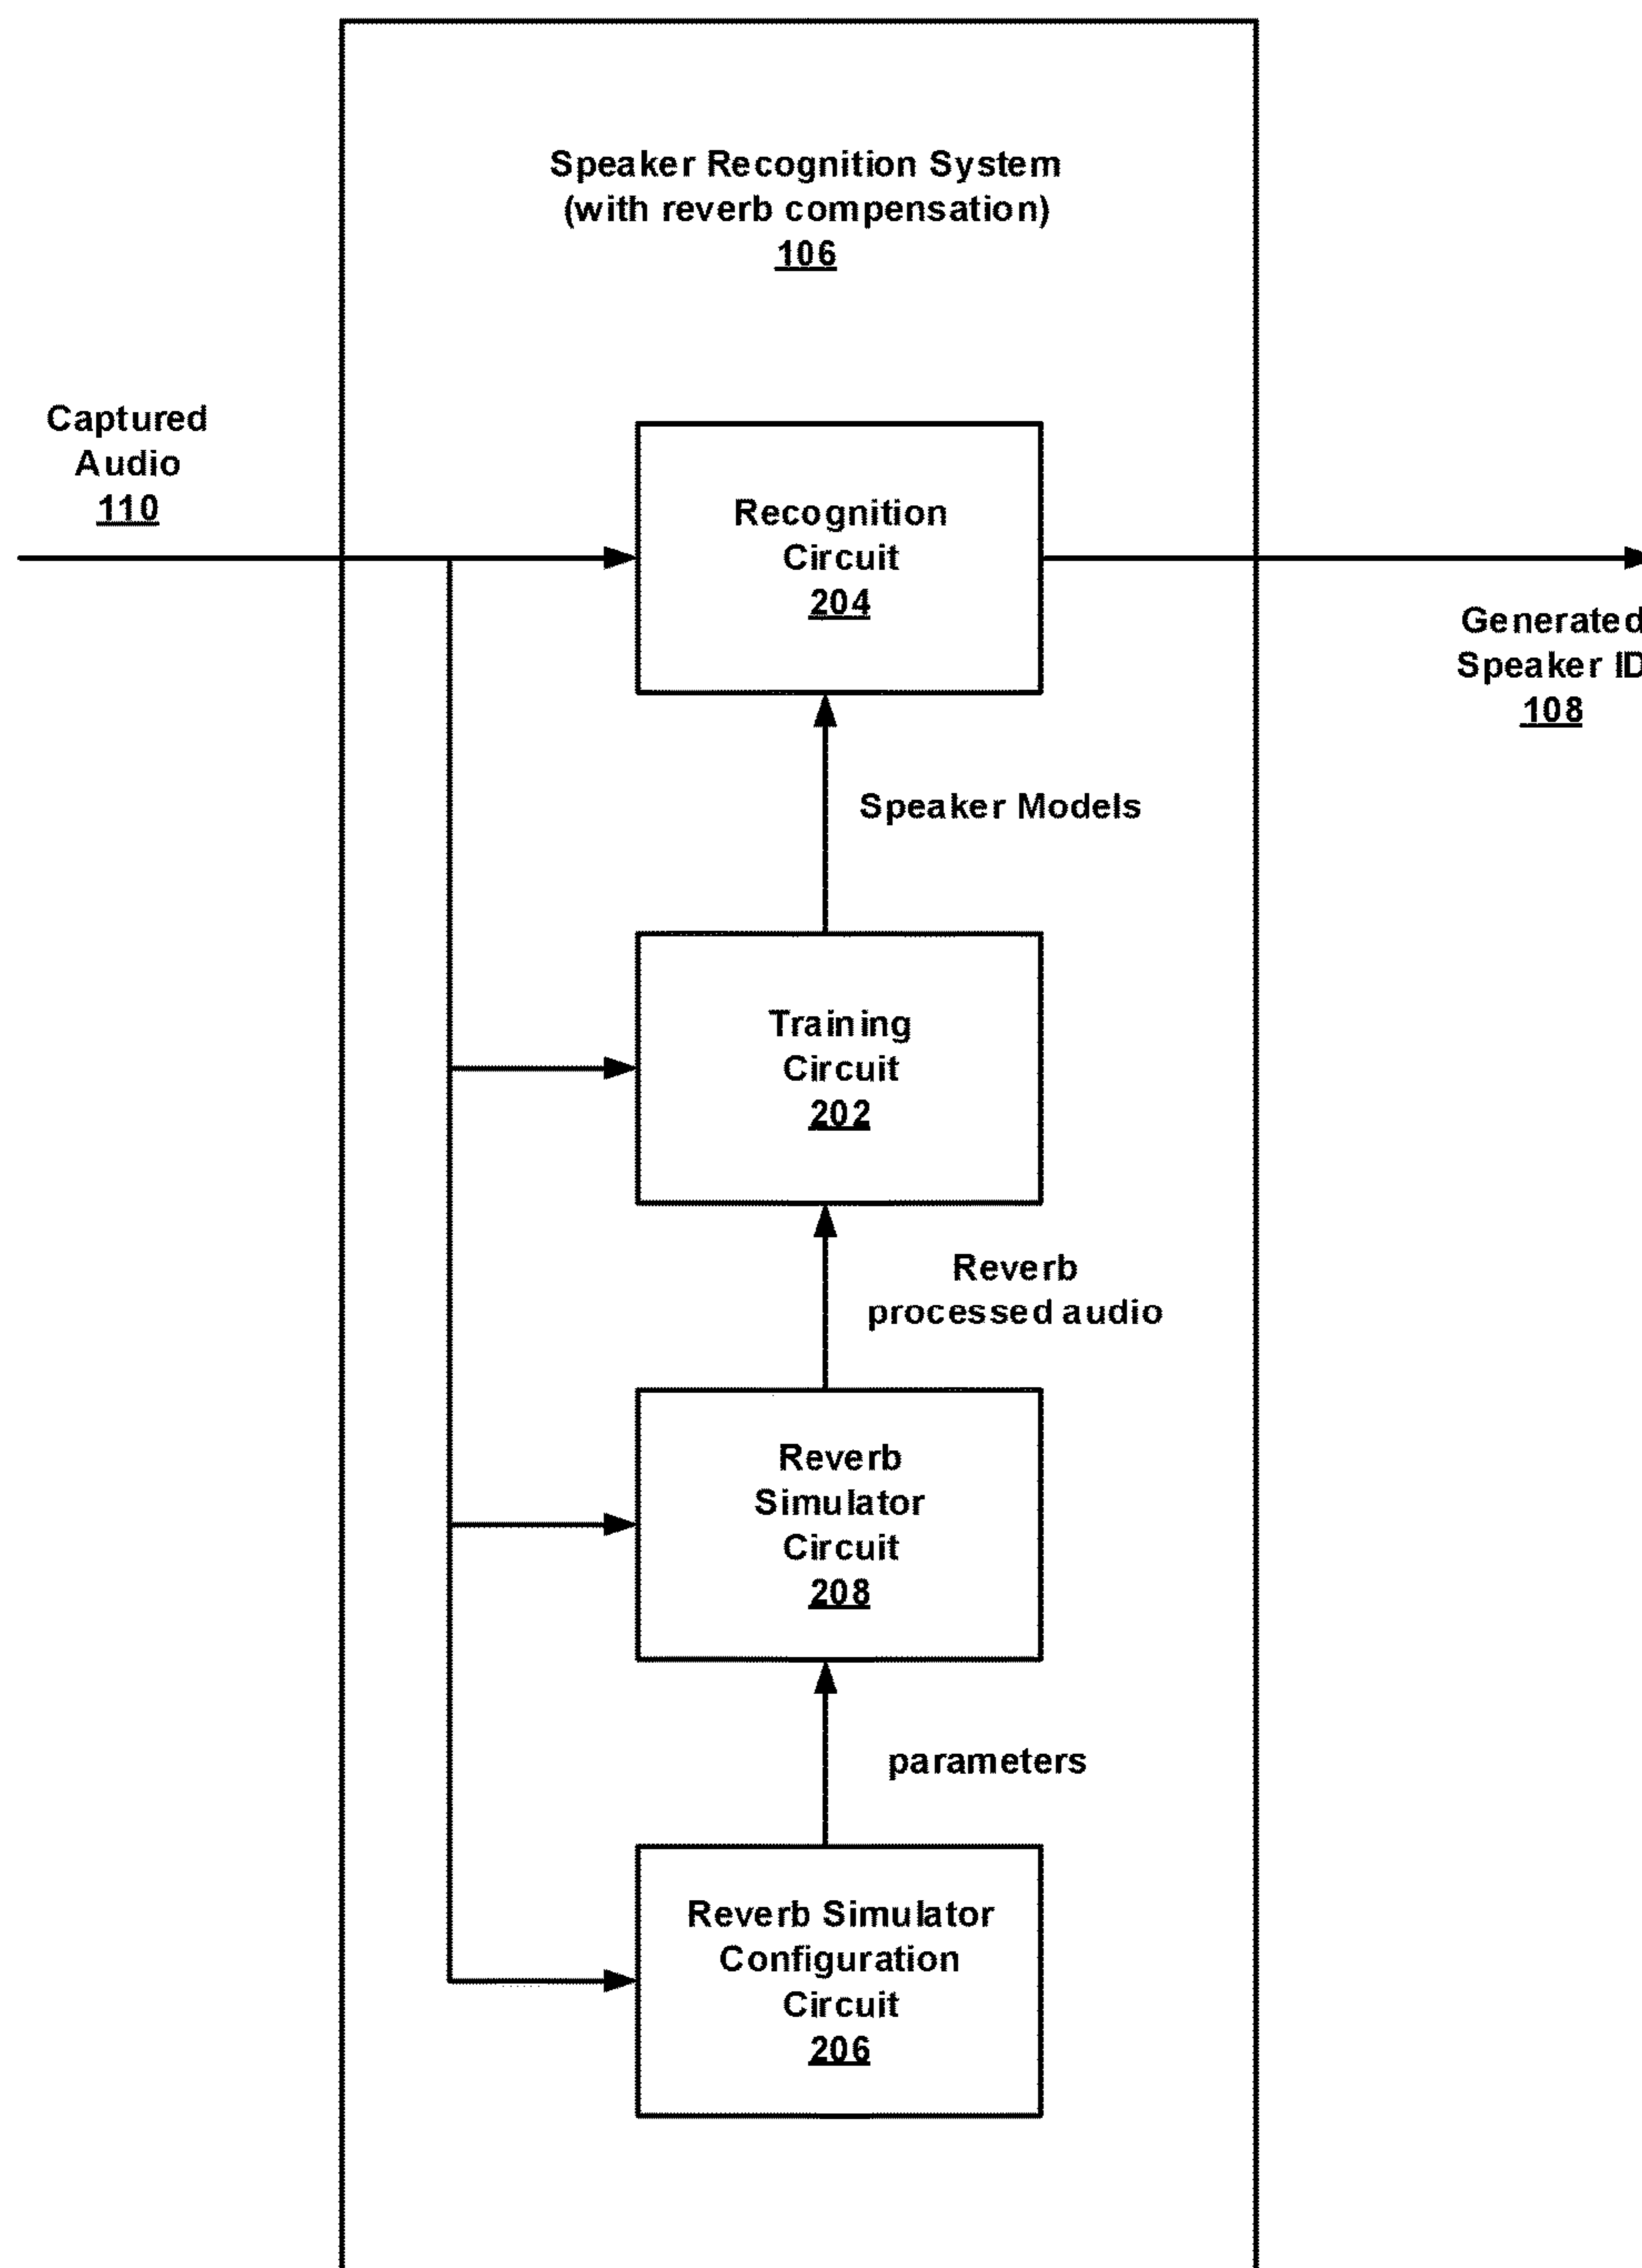 Speaker Recognition System
(with reverb compensation)
106
Captured
Audio
110
Recognition
Circuit
204
Generated
Speaker ID
108
Speaker Models
Training
Circuit
202
Reverb
processed audio
Reverb
Simulator
Circuit
208
parameters
Reverb Simulator
Configuration
Circuit
206